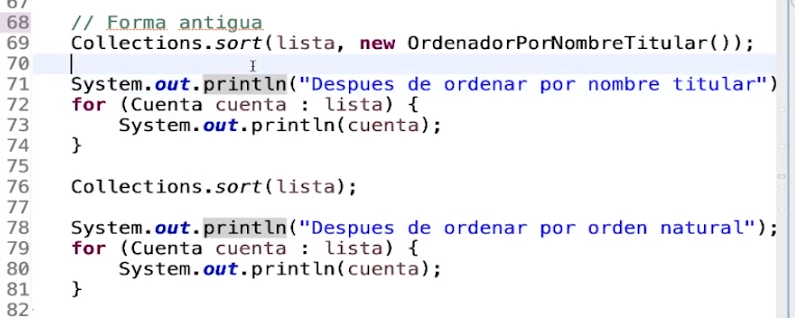 67
68 // Forma antigua
69 Collections.sort(lista, new OrdenadorPorNombreTitular());
70
71 System.out.println("Despues de ordenar por nombre titular")
72 for (Cuenta cuenta : lista) {
73 System.out.println(cuenta);
74 }
75
76 Collections.sort(lista);
77
78 System.out.println("Despues de ordenar por orden natural");
79 for (Cuenta cuenta : lista) {
80 System.out.println(cuenta);
81 }
82